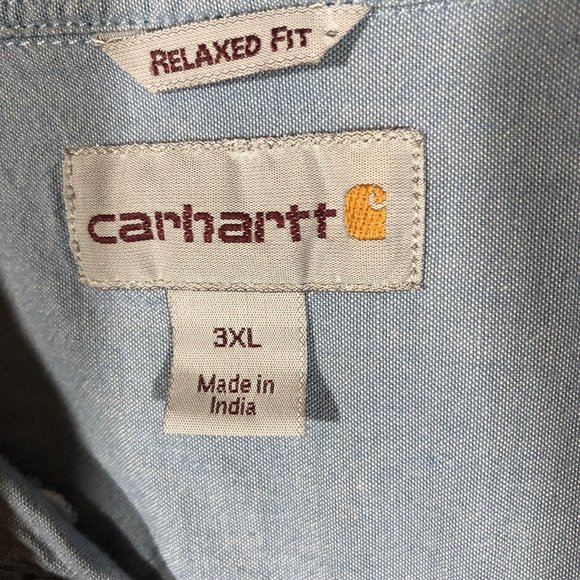 RELAXED FIT
carhartt
3XL
Made in
India